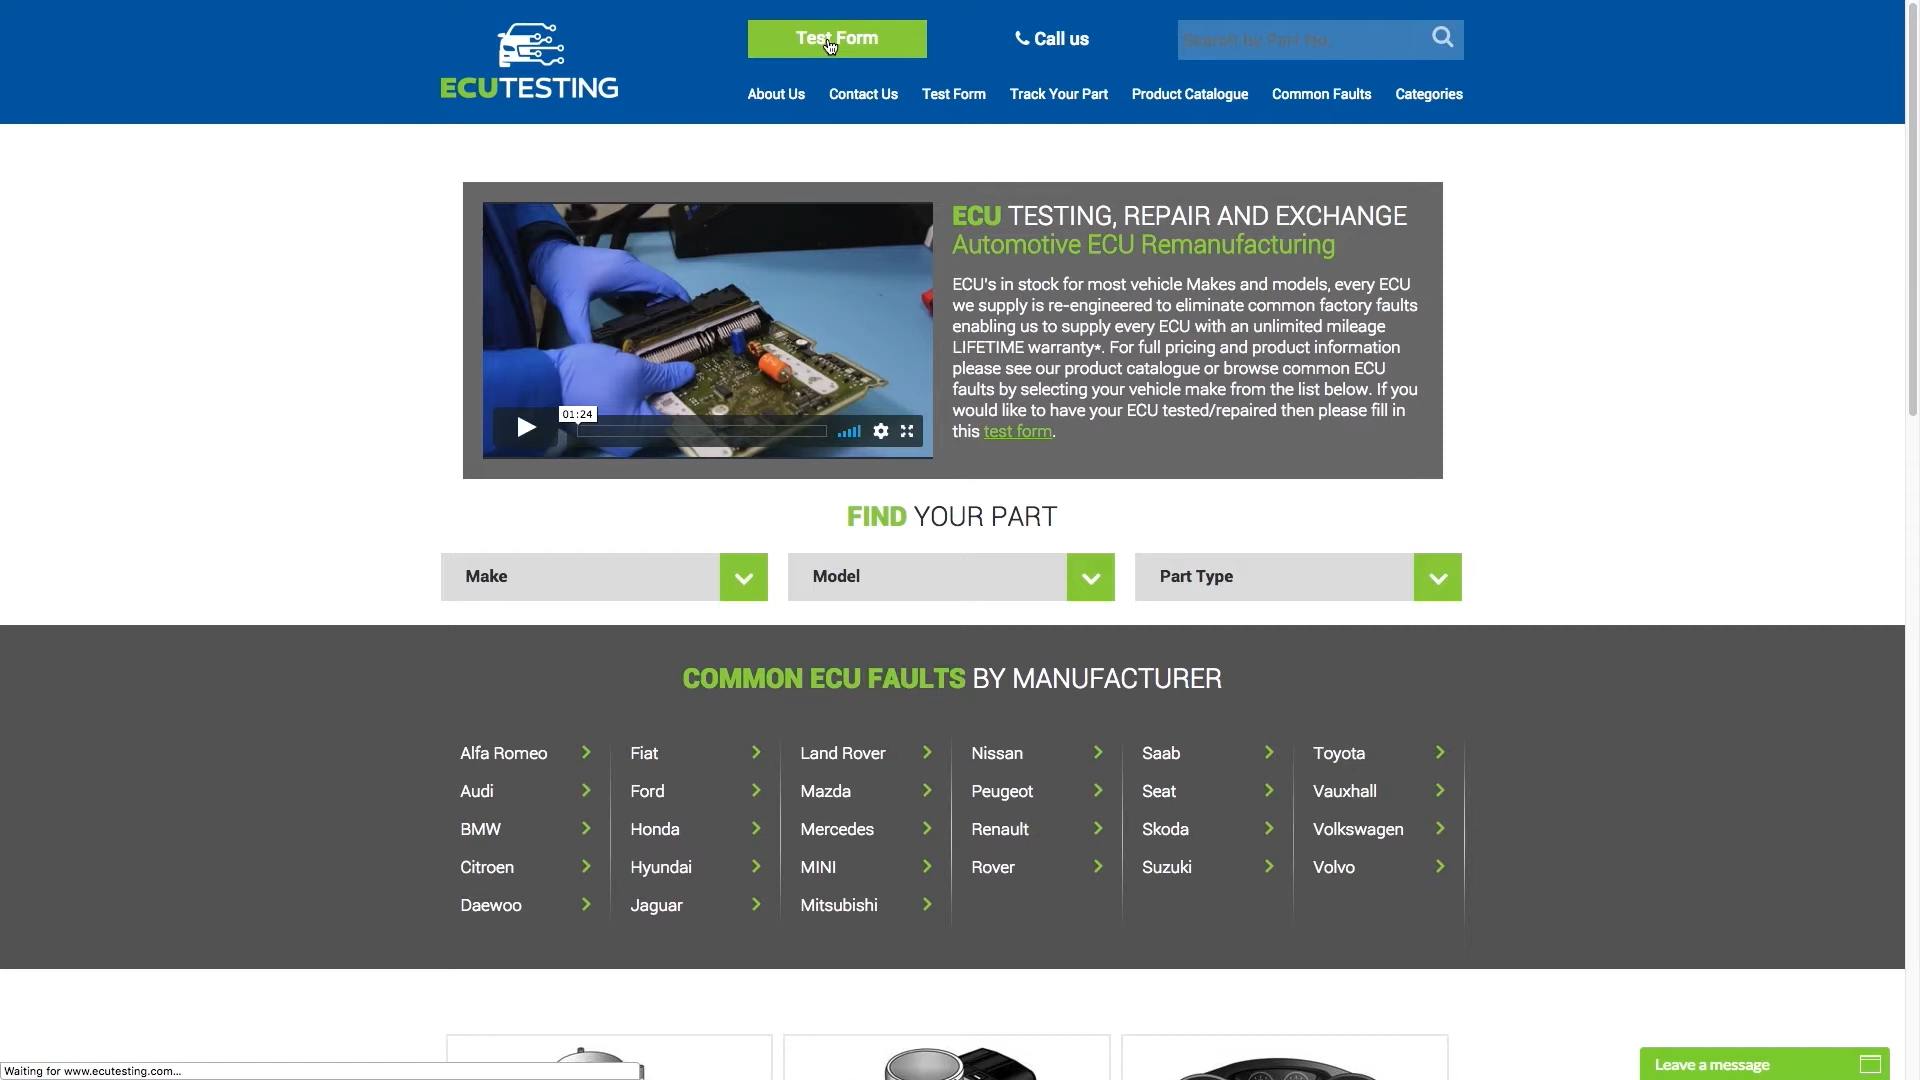 ECUTESTING
Test Form
Call us
Search by Part No.
About Us
Contact Us
Test Form
Track Your Part
Product Catalogue
Common Faults
Categories
01:24
ECU TESTING, REPAIR AND EXCHANGE
Automotive ECU Remanufacturing
ECU's in stock for most vehicle Makes and models, every ECU
we supply is re-engineered to eliminate common factory faults
enabling us to supply every ECU with an unlimited mileage
LIFETIME warranty*. For full pricing and product information
please see our product catalogue or browse common ECU
faults by selecting your vehicle make from the list below. If you
would like to have your ECU tested/repaired then please fill in
this test form.
FIND YOUR PART
Make
Model
Part Type
COMMON ECU FAULTS BY MANUFACTURER
Alfa Romeo
Audi
BMW
Citroen
Daewoo
Fiat
Ford
Honda
Hyundai
Jaguar
Land Rover
Mazda
Mercedes
MINI
Mitsubishi
Nissan
Peugeot
Renault
Rover
Saab
Seat
Skoda
Suzuki
Toyota
Vauxhall
Volkswagen
Volvo
Waiting for www.ecutesting.com...
Leave a message